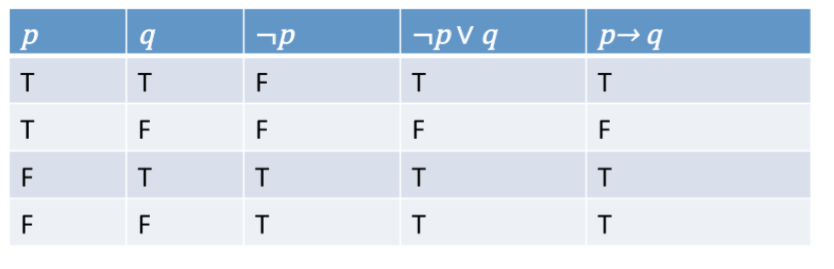 p q ¬p ¬p∨ q p→ q
T T F T T
T F F F F
F T T T T
F F T T T